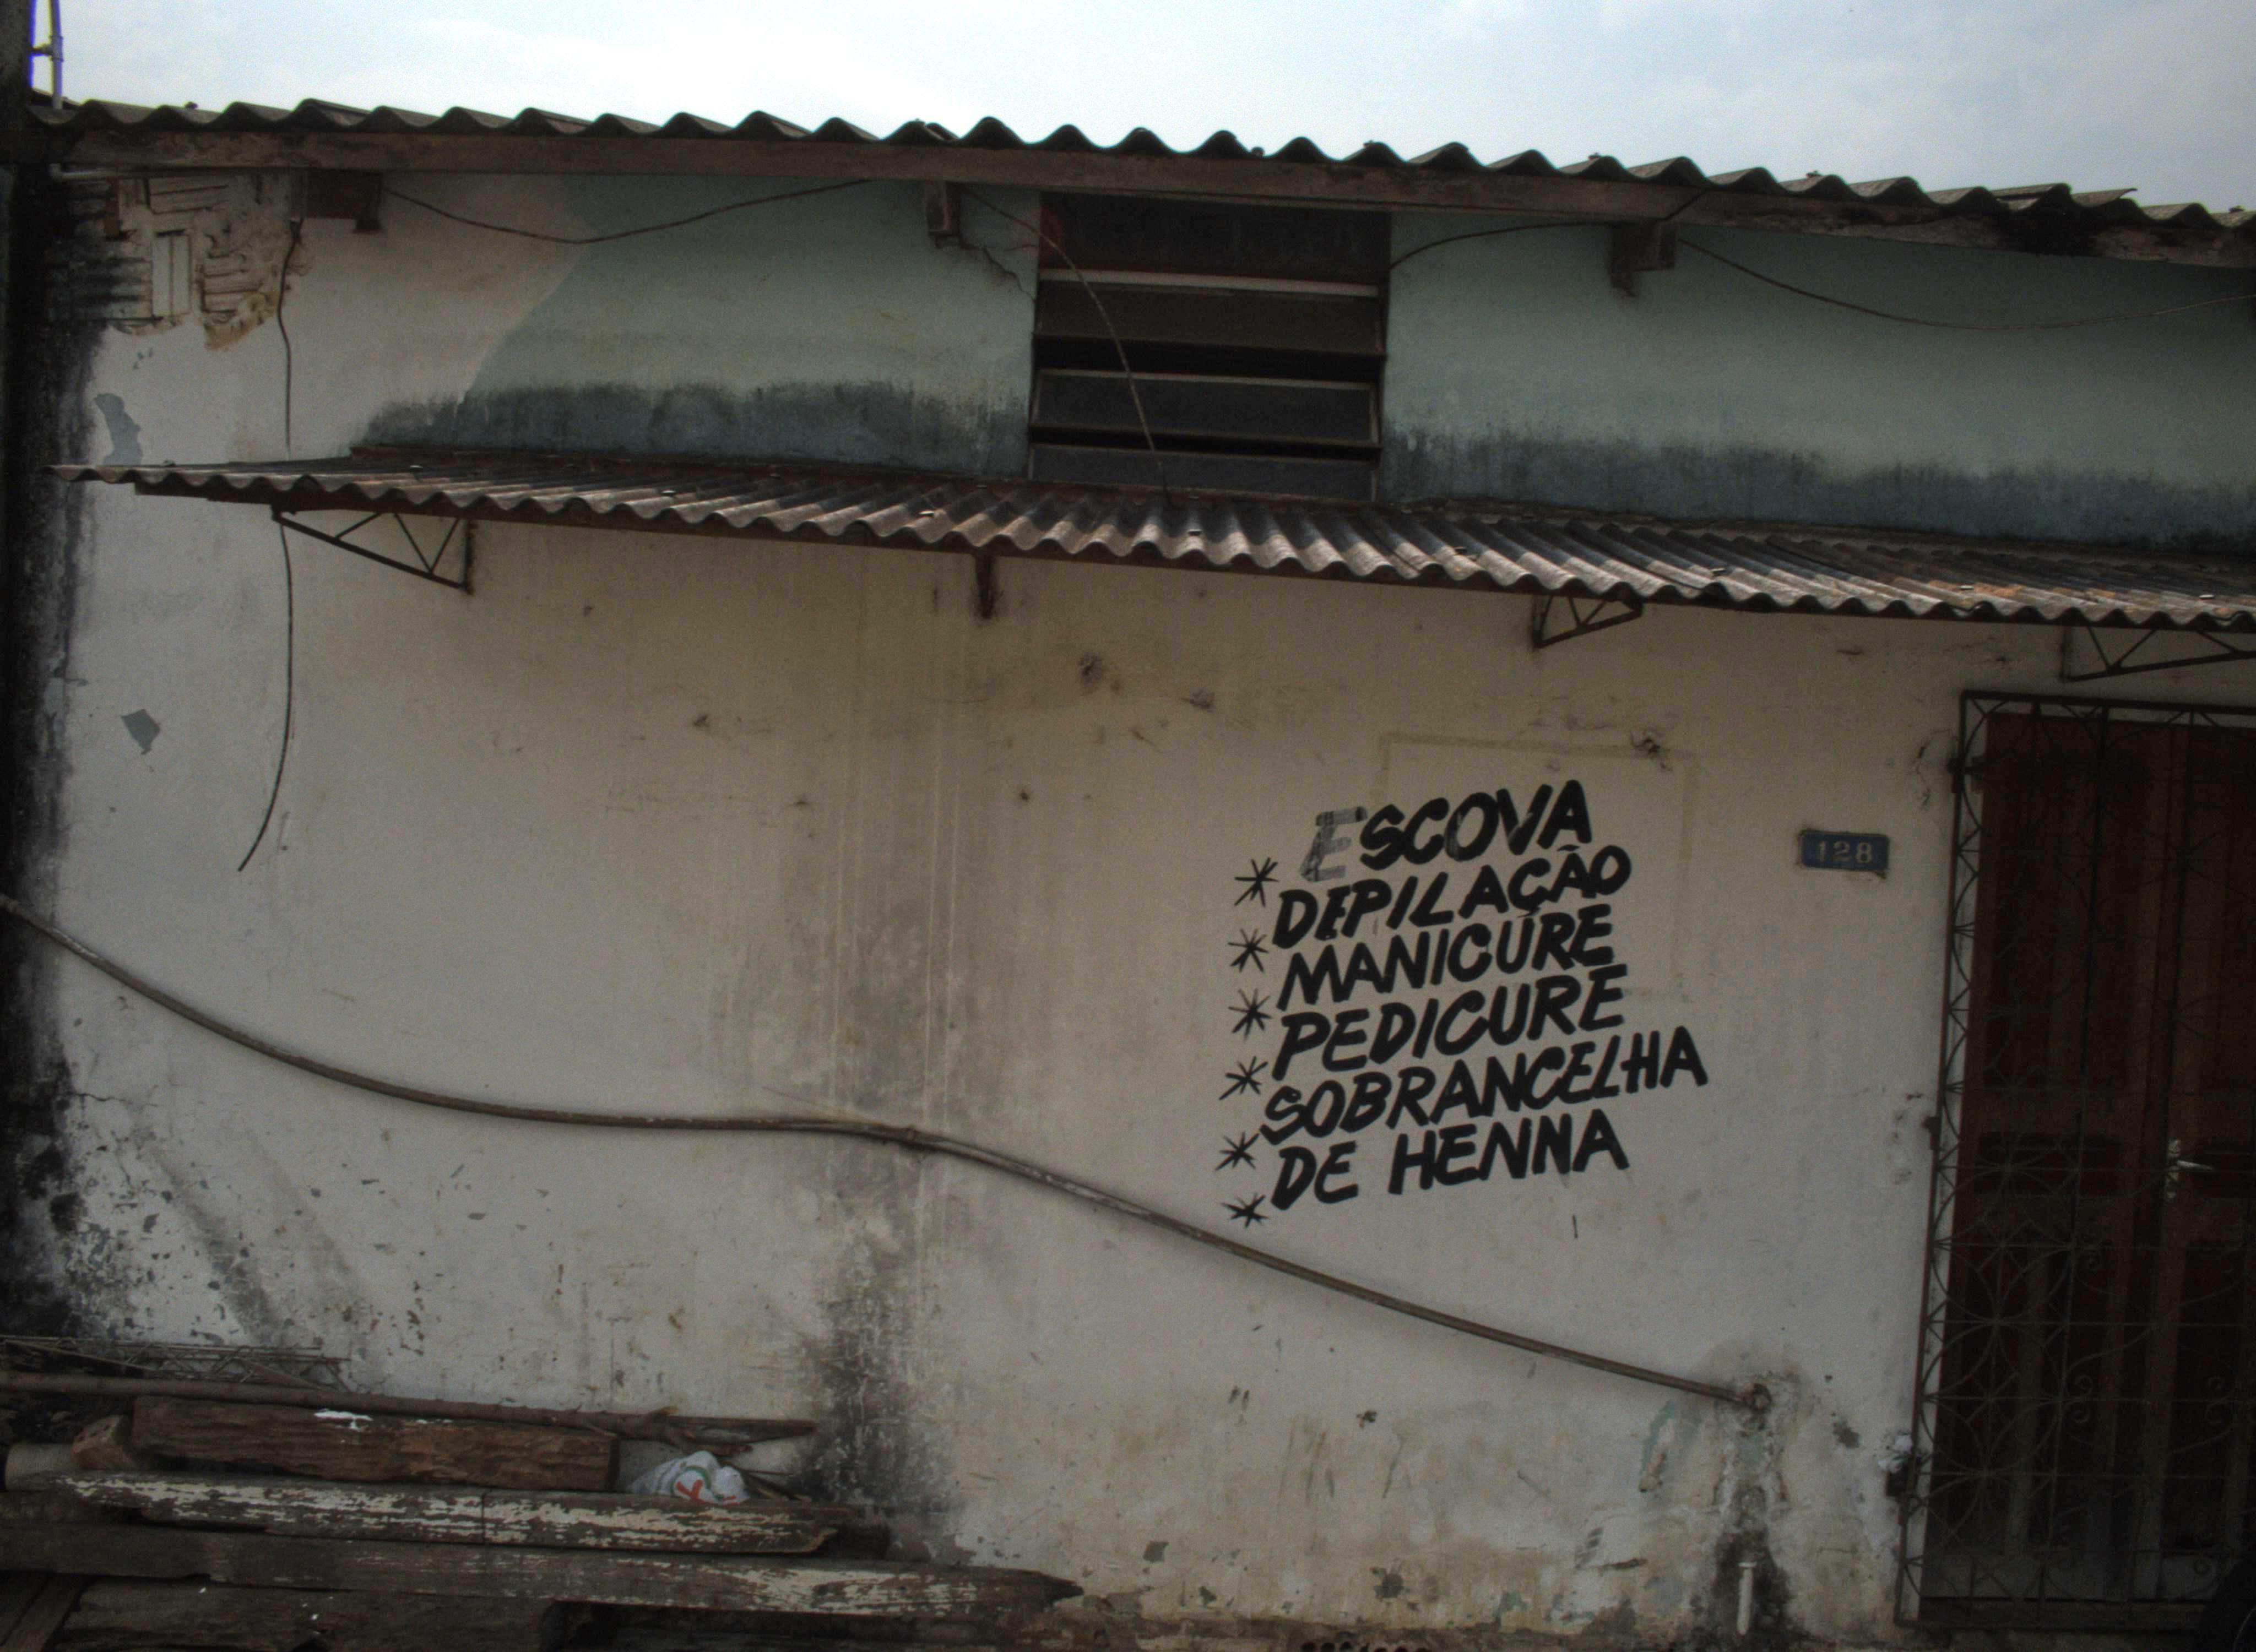 ESCOVA
* DEPILAÇÃO
* MANICURE
* PEDICURE
* SOBRANCELHA
* DE HENNA
*
128